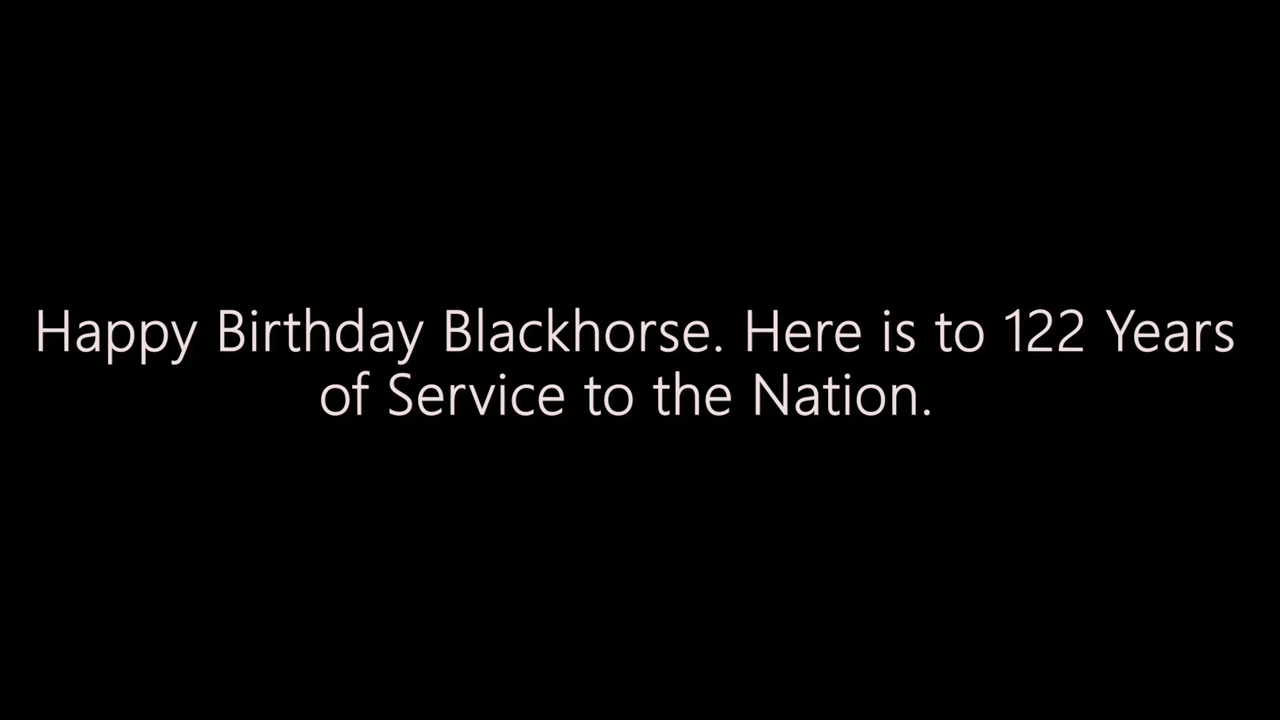 Happy Birthday Blackhorse. Here is to 122 Years
of Service to the Nation.